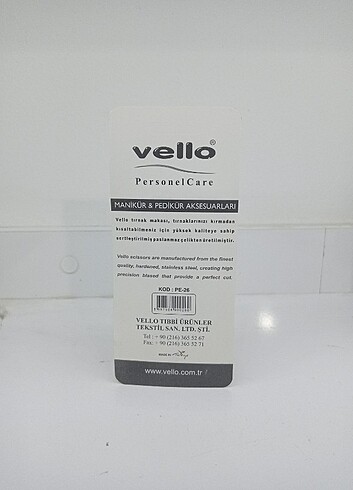 vello®
PersonelCare
MANİKÜR & PEDİKÜR AKSESUARLARI
Vello tırnak makası, tırnaklarınızı kırmadan
kısaltabilmeniz için yüksek kaliteye sahip
sertleştirilmiş paslanmaz çelikten üretilmiştir.
Vello scissors are manufactured from the finest
quality, hardened, stainless steel, creating high
precision blased that provide a perfect cut.
KOD : PE-26
VELLO TIBBİ ÜRÜNLER
TEKSTİL SAN. LTD. ŞTİ.
Tel : + 90 (216) 365 52 67
Fax: + 90 (216) 365 52 71
www.vello.com.tr